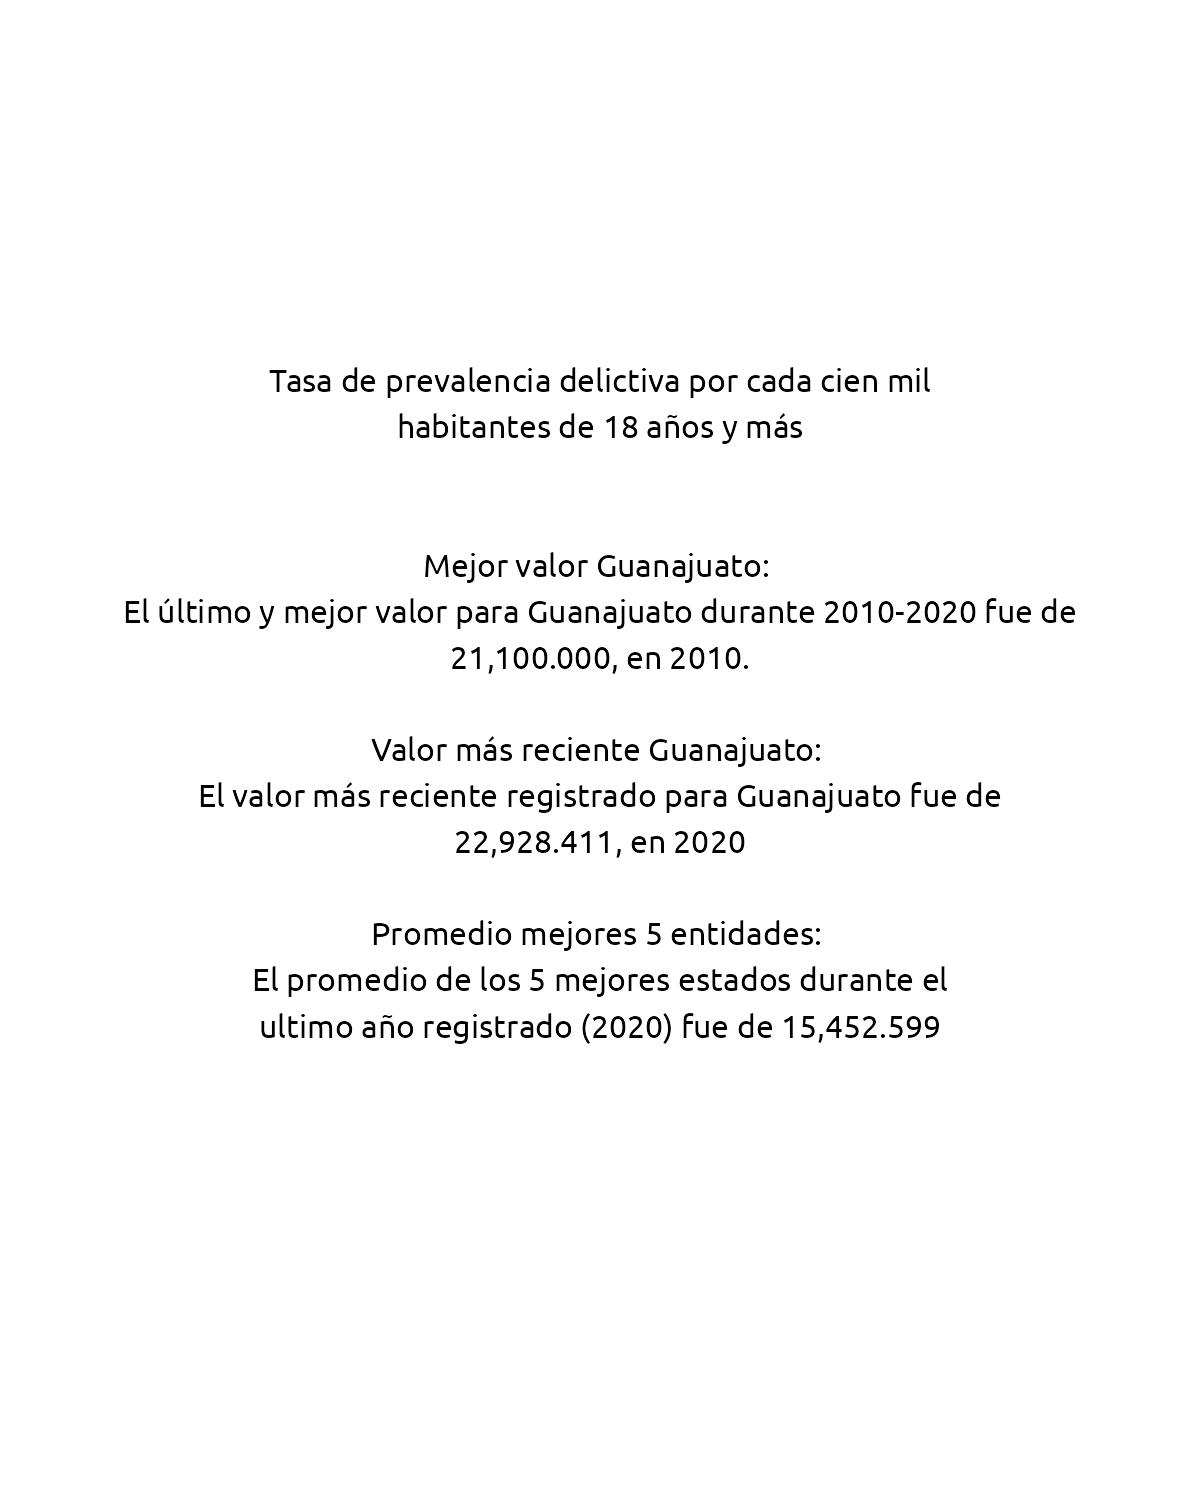 Tasa de prevalencia delictiva por cada cien mil
habitantes de 18 años y más
Mejor valor Guanajuato:
El último y mejor valor para Guanajuato durante 2010-2020 fue de
21,100.000, en 2010.
Valor más reciente Guanajuato:
El valor más reciente registrado para Guanajuato fue de
22,928.411, en 2020
Promedio mejores 5 entidades:
El promedio de los 5 mejores estados durante el
ultimo año registrado (2020) fue de 15,452.599